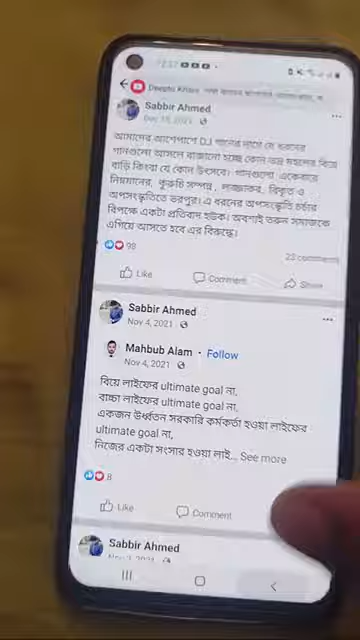 Sabbir Ahmed
আমাদের আশেপাশে DJ গানের নামে যে ধরনের
গানগুলো আসলে বাজানো হচ্ছে কোন ভদ্র
বাড়ি কিংবা যে কোন উৎসবে। গানগুলো একেবারে
নিম্নমানের, কুরুচি সম্পন্ন, লজ্জাকর, বিকৃত ও
অপসংস্কৃতিতে ভরপুর। এ ধরনের অপসংস্কৃতি চর্চার
বিপক্ষে একটা প্রতিবাদ হউক। অবশ্যই তরুন সমাজকে
এগিয়ে আসতে হবে এর বিরুদ্ধে।
98
23 comments
Like
Comment
Share
Sabbir Ahmed
Nov 4, 2021
Mahbub Alam · Follow
Nov 4, 2021
বিয়ে লাইফের ultimate goal না,
বাচ্চা লাইফের ultimate goal না,
একজন উর্ধ্বতন সরকারি কর্মকর্তা হওয়া লাইফের
ultimate goal না,
নিজের একটা সংসার হওয়া লাই... See more
8
Like
Comment
Sabbir Ahmed